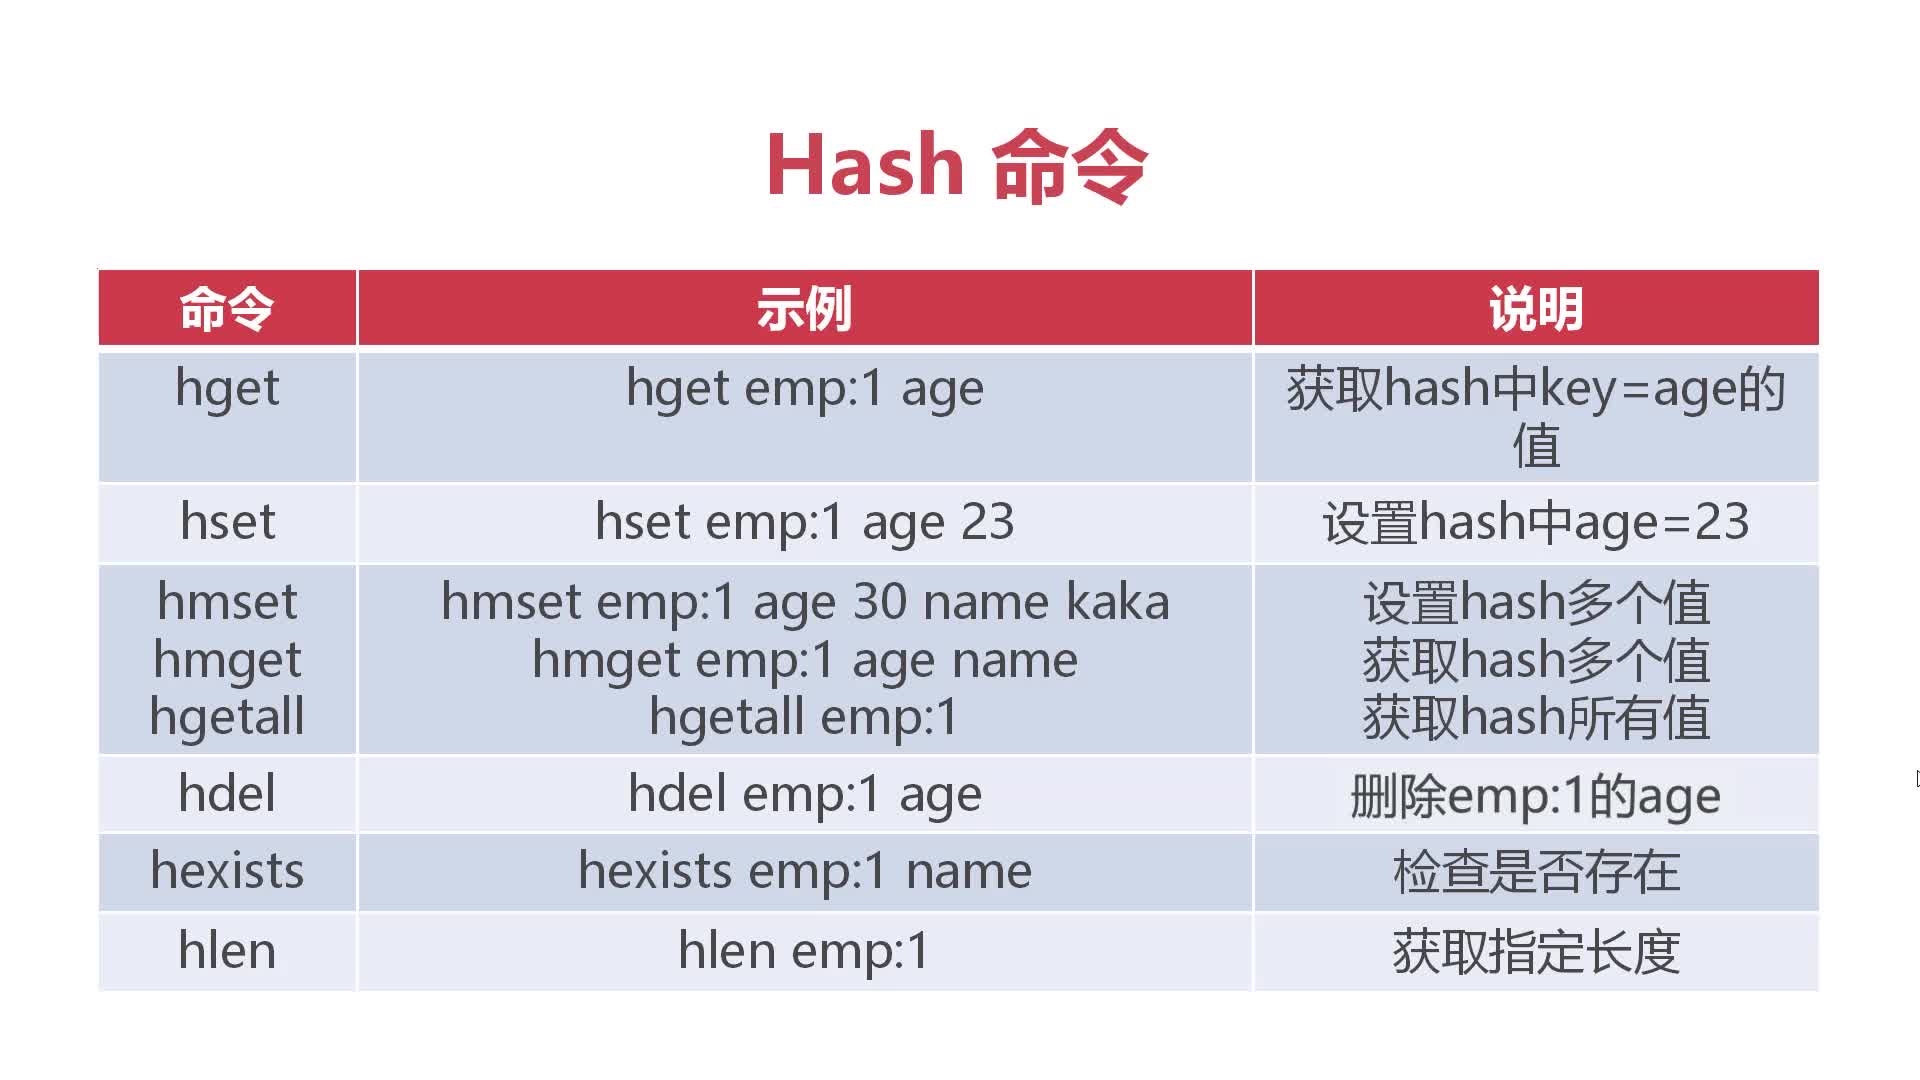 Hash 命令
命令 示例 说明
hget hget emp:1 age 获取hash中key=age的
值
hset hset emp:1 age 23 设置hash中age=23
hmset hmset emp:1 age 30 name kaka 设置hash多个值
hmget hmget emp:1 age name 获取hash多个值
hgetall hgetall emp:1 获取hash所有值
hdel hdel emp:1 age 删除emp:1的age
hexists hexists emp:1 name 检查是否存在
hlen hlen emp:1 获取指定长度